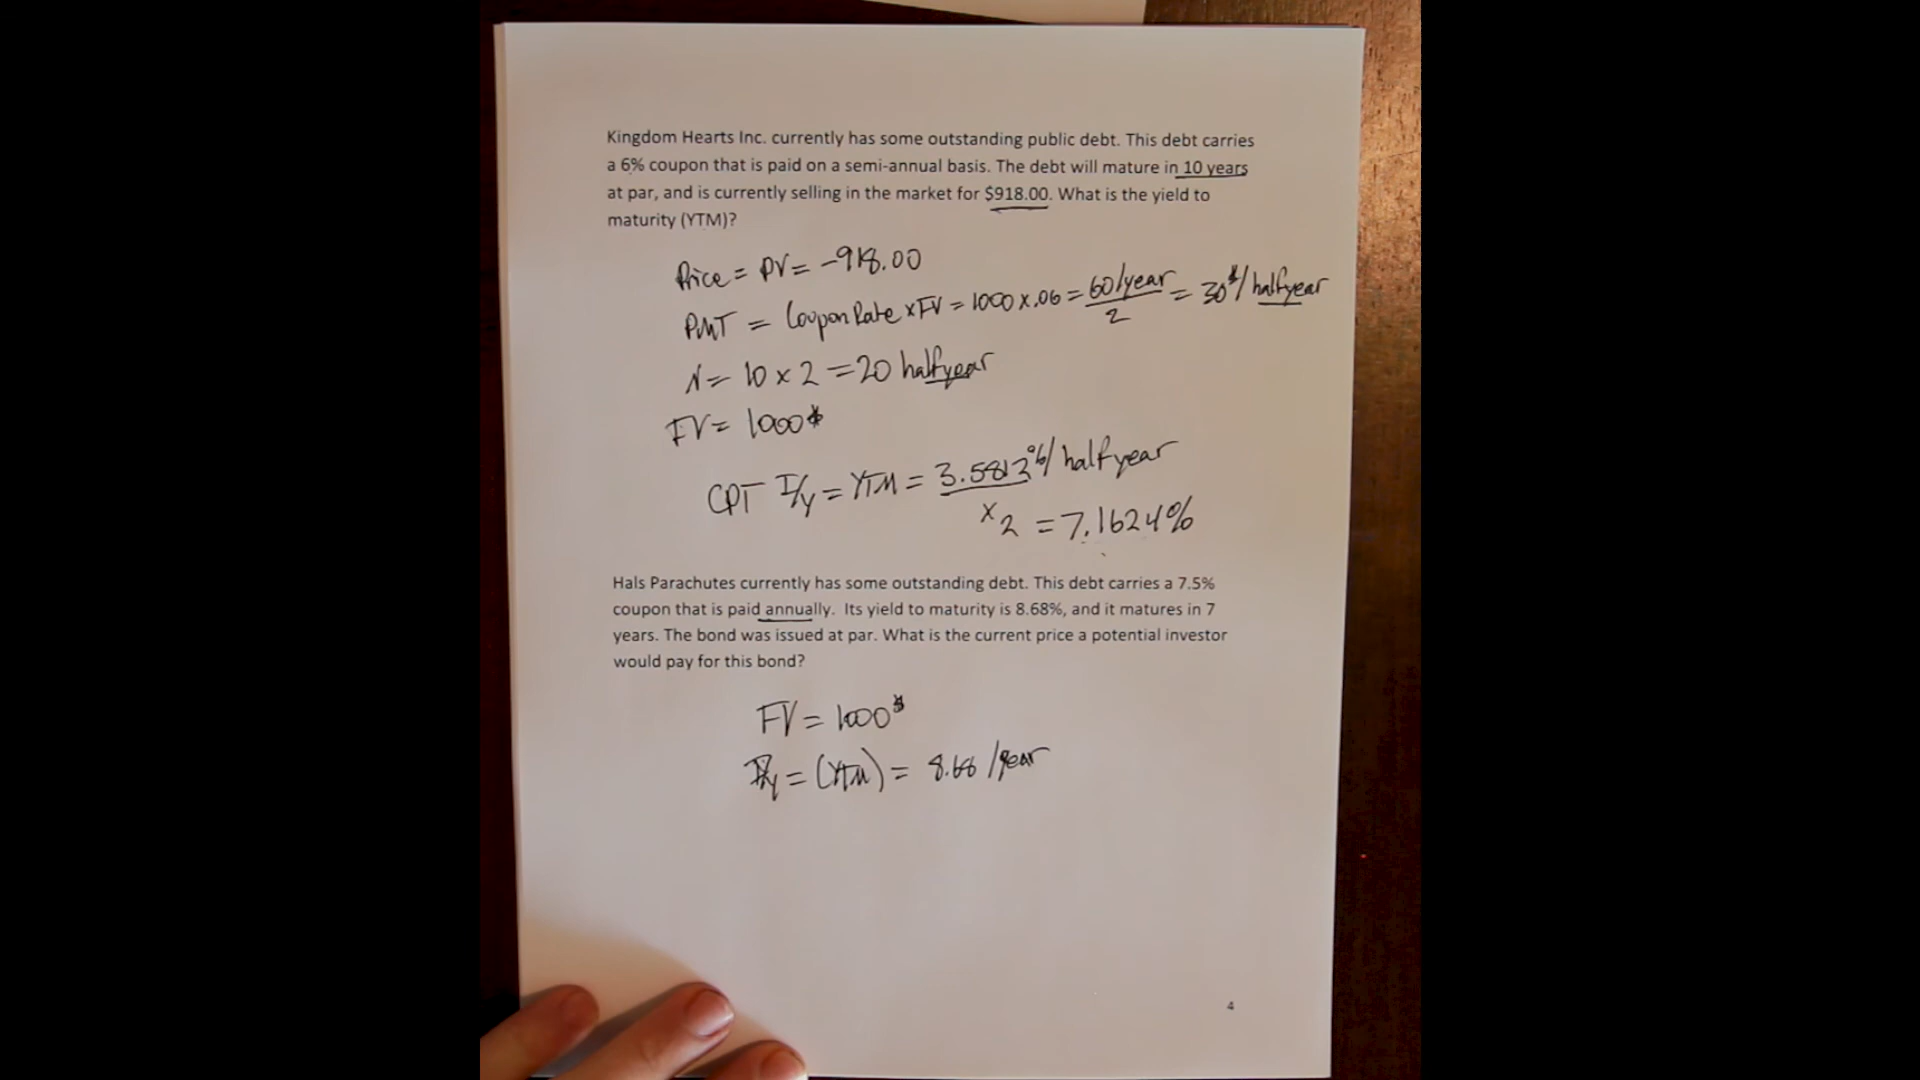 Kingdom Hearts Inc. currently has some outstanding public debt. This debt carries
a 6% coupon that is paid on a semi-annual basis. The debt will mature in 10 years
at par, and is currently selling in the market for $918.00. What is the yield to
maturity (YTM)?
Price = PV = -918.00
PMT = Coupon Rate x FV = 1000 x .06 = 60/year / 2 = 30$/halfyear
N = 10 x 2 = 20 halfyear
FV = 1000$
CPT I/y = YTM = 3.5812%/halfyear
x 2 = 7.1624%
Hals Parachutes currently has some outstanding debt. This debt carries a 7.5%
coupon that is paid annually. Its yield to maturity is 8.68%, and it matures in 7
years. The bond was issued at par. What is the current price a potential investor
would pay for this bond?
FV = 1000$
I/y = (YTM) = 8.68 /year
4